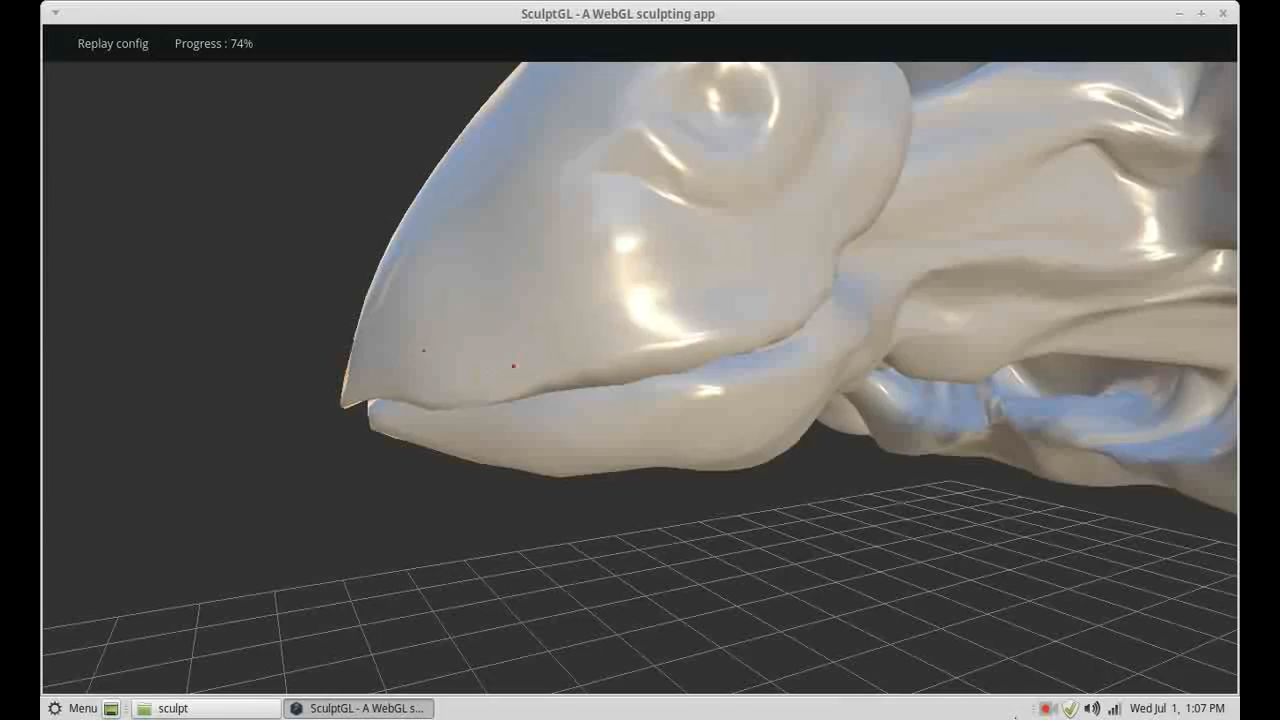 SculptGL - A WebGL sculpting app
Replay config Progress : 74%
Menu sculpt SculptGL - A WebGL s... Wed Jul 1, 1:07 PM